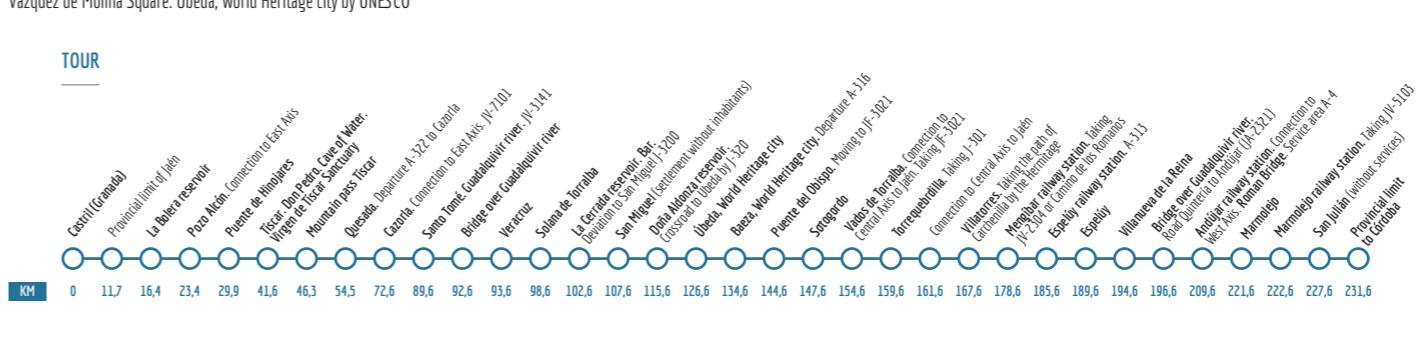 Vázquez de Molina Square. Úbeda, World Heritage city by UNESCO
TOUR
Castril (Granada)
Provincial limit of Jaén
La Bolera reservoir
Pozo Alcón. Connection to East Axis
Puente de Hinojares
Tíscar, Don Pedro, Cave of Water.
Virgen de Tíscar Sanctuary
Mountain pass Tíscar
Quesada. Departure A-322 to Cazorla
Cazorla. Connection to East Axis. JV-7101
Santo Tomé. Guadalquivir river. JV-3141
Bridge over Guadalquivir river
Veracruz
Solana de Torralba
La Cerrada reservoir. Bar.
Deviation to San Miguel J-3200
San Miguel (settlement without inhabitants)
Doña Aldonza reservoir.
Crossroad to Úbeda by J-320
Úbeda, World Heritage city
Baeza, World Heritage city. Departure A-316
Puente del Obispo. Moving to JF-3021
Sotogordo
Vados de Torralba. Connection to
Central Axis to Jaén. Taking JF-3021
Torrequebrdilla. Taking J-301
Connection to Central Axis to Jaén
Villatorres. Taking the path of
Carchenilla by the Hermitage
Mengíbar railway station. Taking
JV-2304 or Camino de los Romanos
Espelúy railway station. A-313
Espelúy
Villanueva de la Reina
Bridge over Guadalquivir river.
Road Quintería to Andújar (JA-2321)
Andújar railway station. Connection to
West Axis. Roman Bridge. Service area A-4
Marmolejo
Marmolejo railway station. Taking JV-5103
San Julián (without services)
Provincial limit
to Córdoba
KM 0 11,7 16,4 23,4 29,9 41,6 46,3 54,5 72,6 89,6 92,6 93,6 98,6 102,6 107,6 115,6 126,6 134,6 144,6 147,6 154,6 159,6 161,6 167,6 178,6 185,6 189,6 194,6 196,6 209,6 221,6 222,6 227,6 231,6